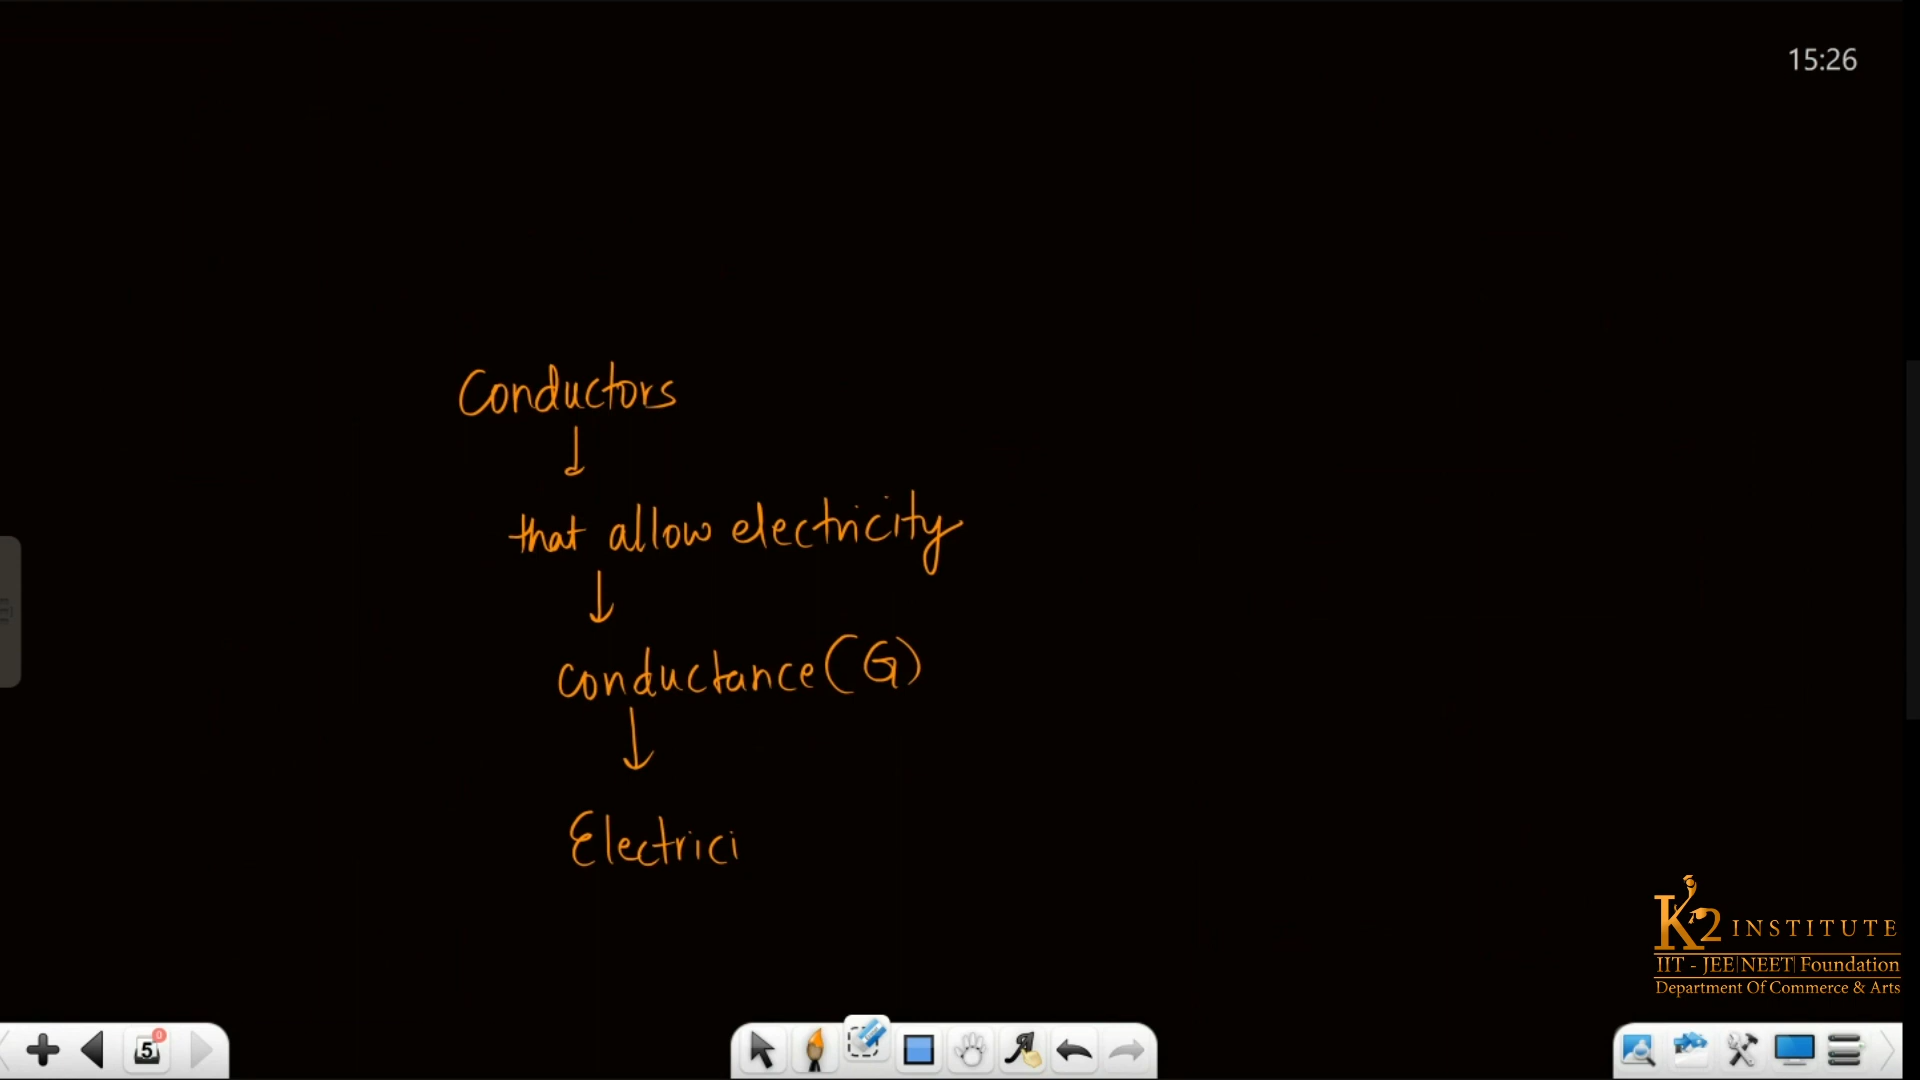 15:26
Conductors
that allow electricity
conductance (G)
Electrici
K2 INSTITUTE
IIT - JEE|NEET| Foundation
Department Of Commerce & Arts
5
0